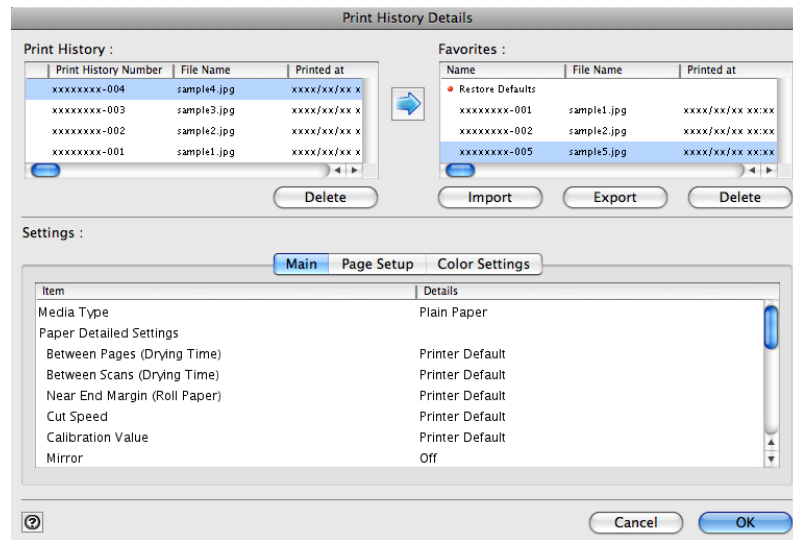 Print History Details
Print History : Favorites :
Print History Number File Name Printed at Name File Name Printed at
xxxxxxxx-004 sample4.jpg xxxx/xx/xx x Restore Defaults
xxxxxxxx-003 sample3.jpg xxxx/xx/xx x xxxxxxxx-001 sample1.jpg xxxx/xx/xx xx:xx
xxxxxxxx-002 sample2.jpg xxxx/xx/xx x xxxxxxxx-002 sample2.jpg xxxx/xx/xx xx:xx
xxxxxxxx-001 sample1.jpg xxxx/xx/xx x xxxxxxxx-005 sample5.jpg xxxx/xx/xx xx:xx
Delete Import Export Delete
Settings :
Main Page Setup Color Settings
Item Details
Media Type Plain Paper
Paper Detailed Settings
Between Pages (Drying Time) Printer Default
Between Scans (Drying Time) Printer Default
Near End Margin (Roll Paper) Printer Default
Cut Speed Printer Default
Calibration Value Printer Default
Mirror Off
? Cancel OK